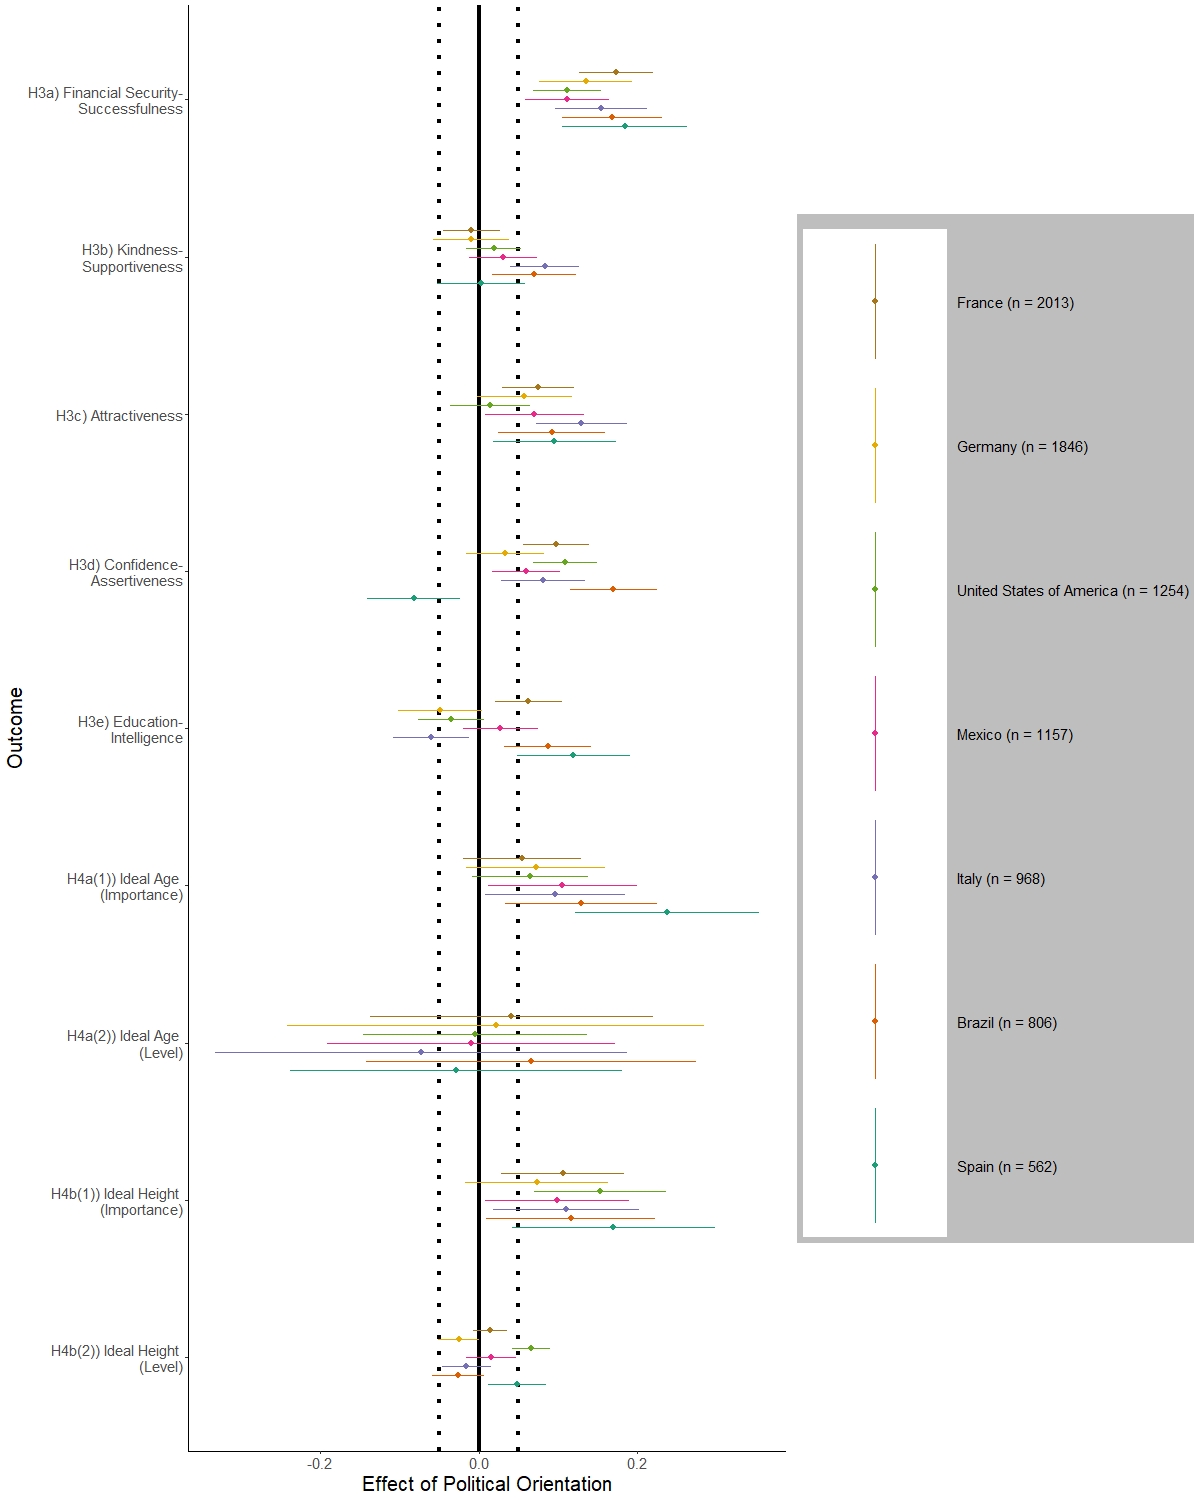 H3a) Financial Security-
Successfulness
H3b) Kindness-
Supportiveness
H3c) Attractiveness
H3d) Confidence-
Assertiveness
H3e) Education-
Intelligence
H4a(1)) Ideal Age
(Importance)
H4a(2)) Ideal Age
(Level)
H4b(1)) Ideal Height
(Importance)
H4b(2)) Ideal Height
(Level)
Outcome
-0.2
0.0
0.2
Effect of Political Orientation
France (n = 2013)
Germany (n = 1846)
United States of America (n = 1254)
Mexico (n = 1157)
Italy (n = 968)
Brazil (n = 806)
Spain (n = 562)